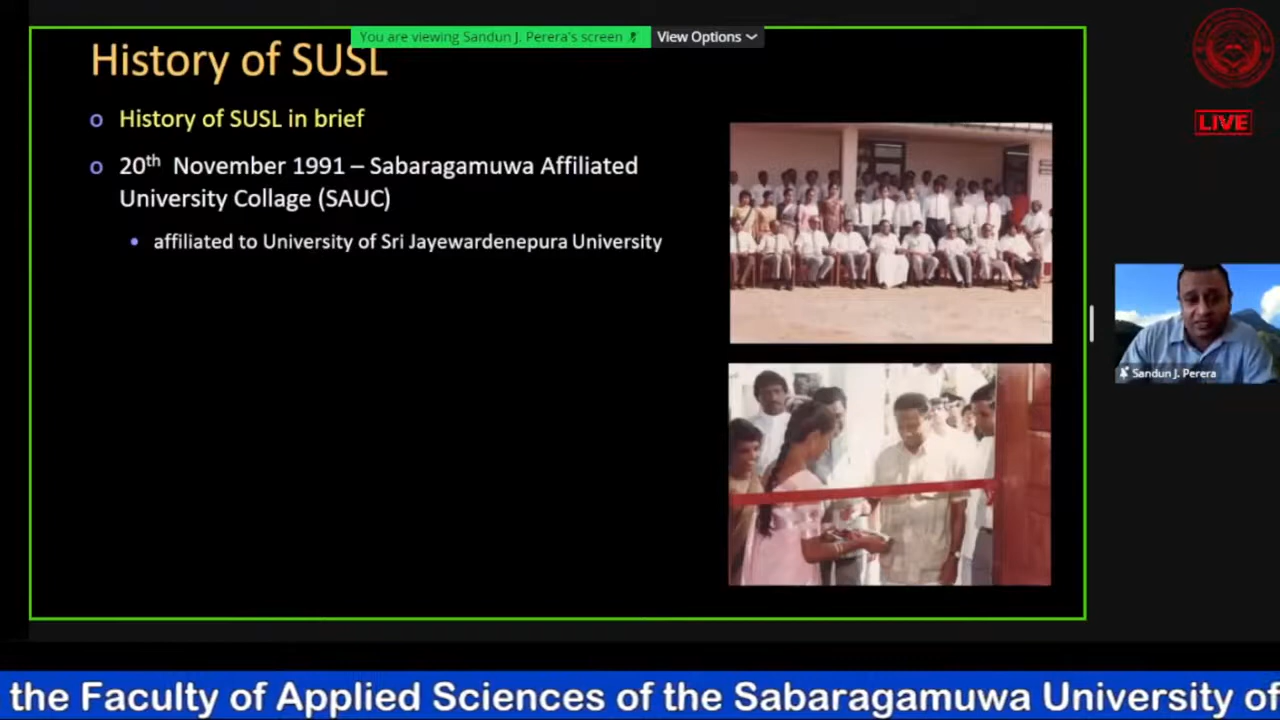 You are viewing Sandun J. Perera's screen
View Options
History of SUSL
LIVE
o History of SUSL in brief
o 20th November 1991 – Sabaragamuwa Affiliated
University Collage (SAUC)
• affiliated to University of Sri Jayewardenepura University
Sandun J. Perera
the Faculty of Applied Sciences of the Sabaragamuwa University of